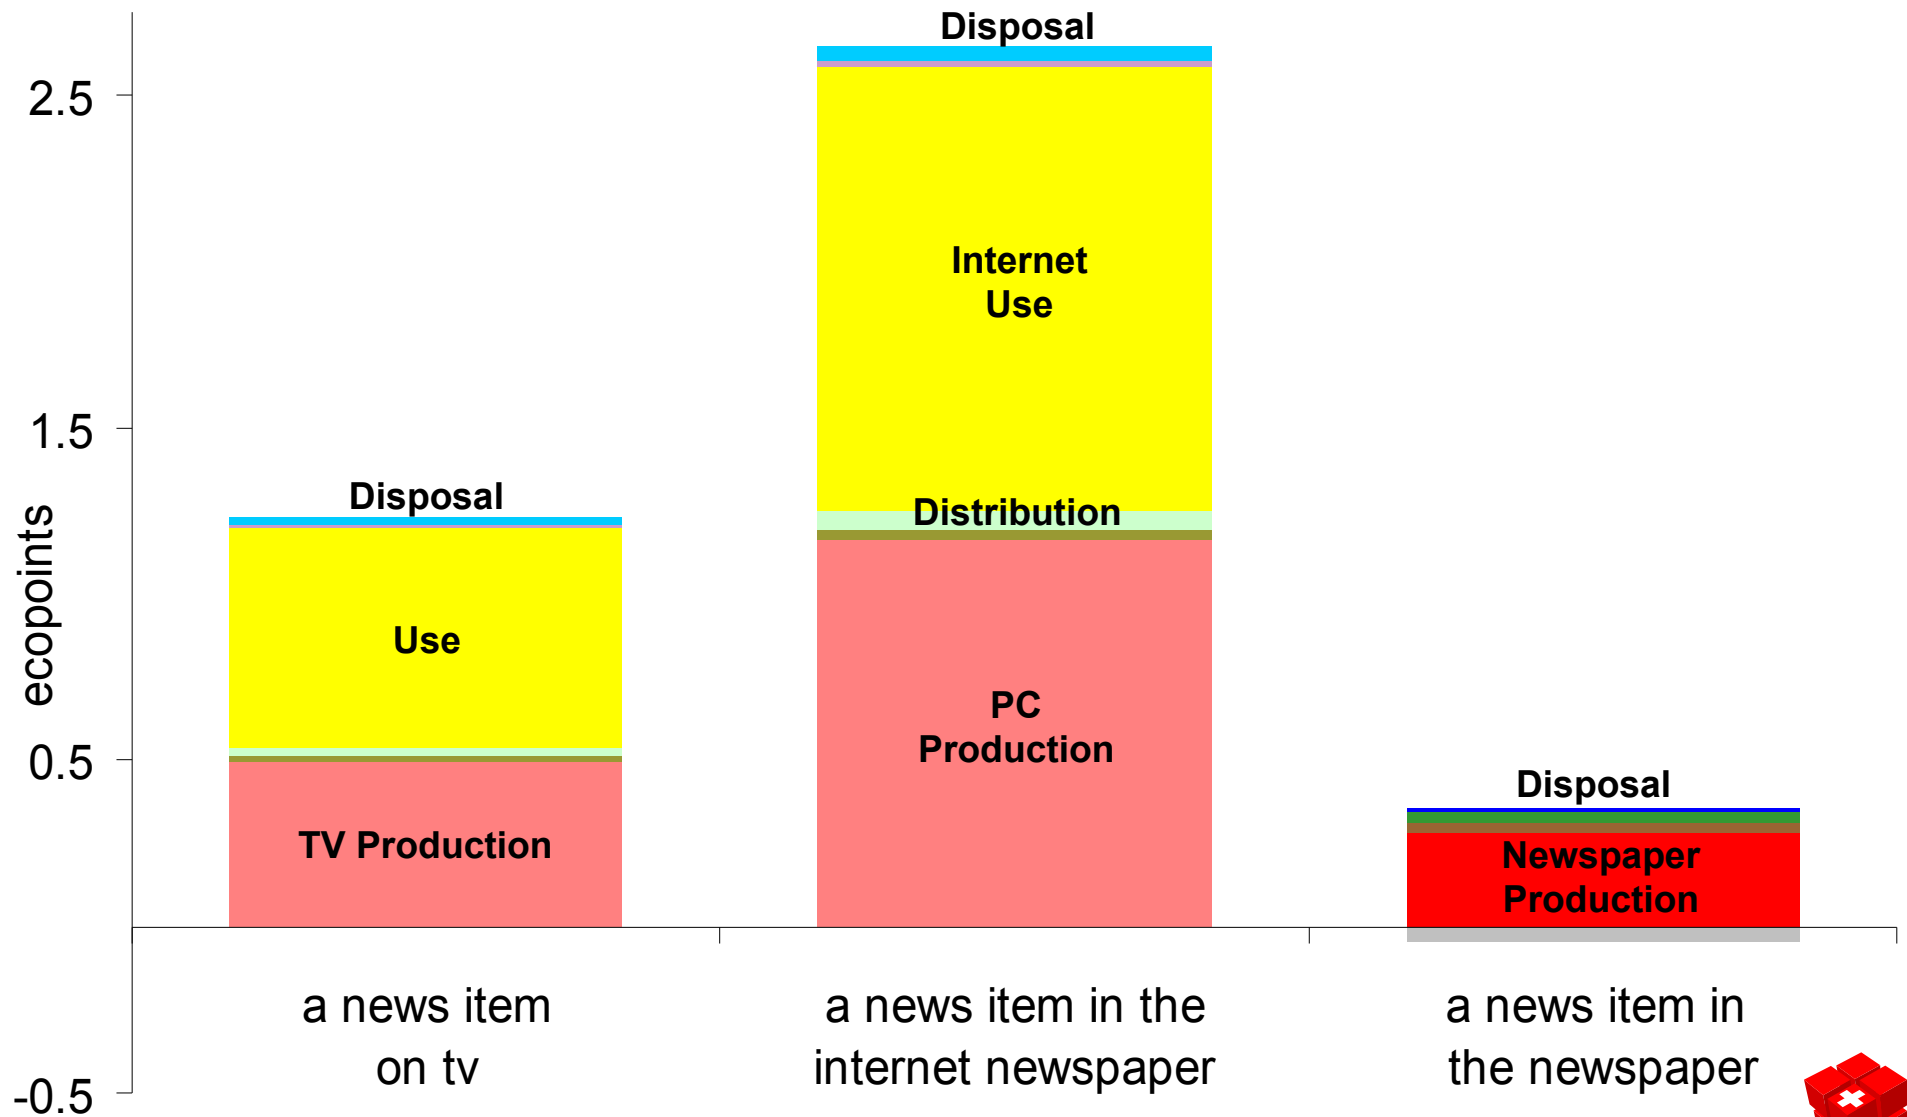 Disposal
2.5
Internet
Use
1.5
Disposal
Distribution
ecopoints
Use
PC
Production
0.5
Disposal
TV Production
Newspaper
Production
a news item
on tv
a news item in the
internet newspaper
a news item in
the newspaper
-0.5